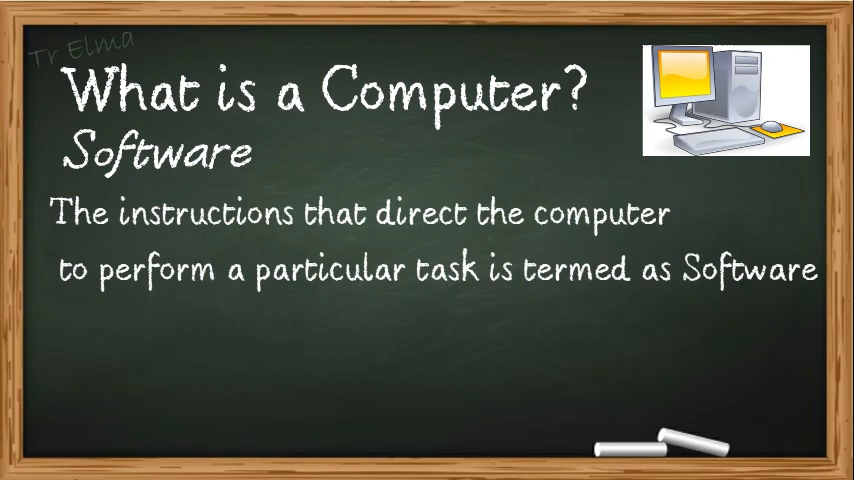 Tr Elma
What is a Computer?
Software
The instructions that direct the computer
to perform a particular task is termed as Software